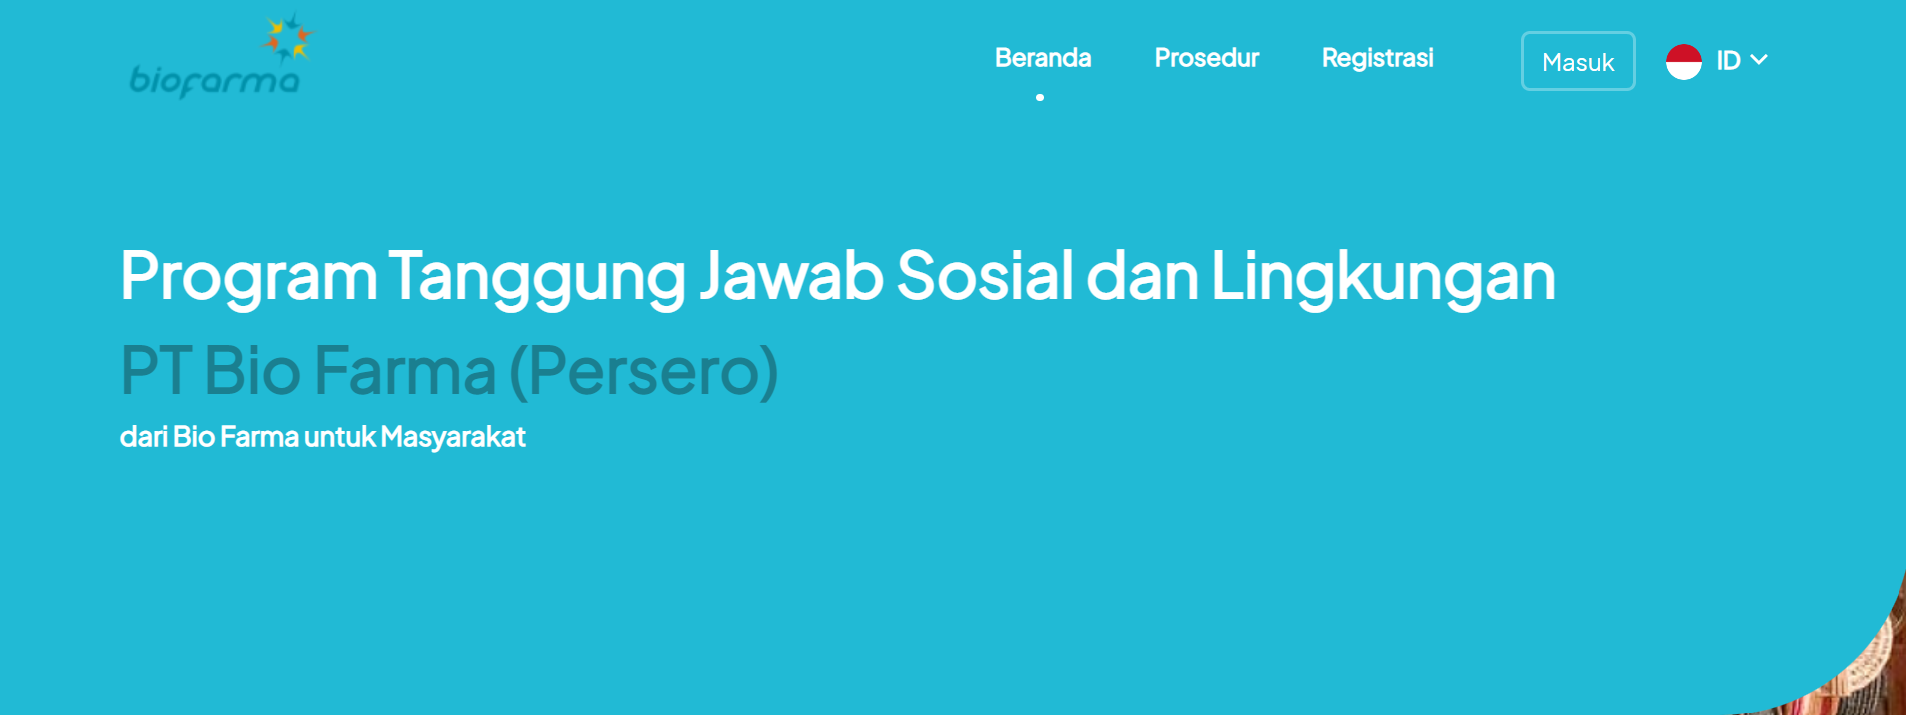 biofarma
Beranda
Prosedur
Registrasi
Masuk
ID
Program Tanggung Jawab Sosial dan Lingkungan
PT Bio Farma (Persero)
dari Bio Farma untuk Masyarakat